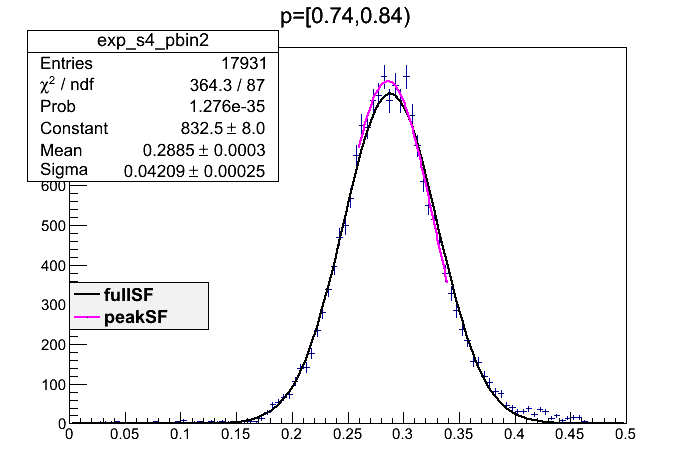 p=[0.74,0.84)
exp_s4_pbin2
Entries 17931
χ² / ndf 364.3 / 87
Prob 1.276e-35
Constant 832.5 ± 8.0
Mean 0.2885 ± 0.0003
Sigma 0.04209 ± 0.00025
600
500
400
300
200
100
0
fullSF
peakSF
0 0.05 0.1 0.15 0.2 0.25 0.3 0.35 0.4 0.45 0.5